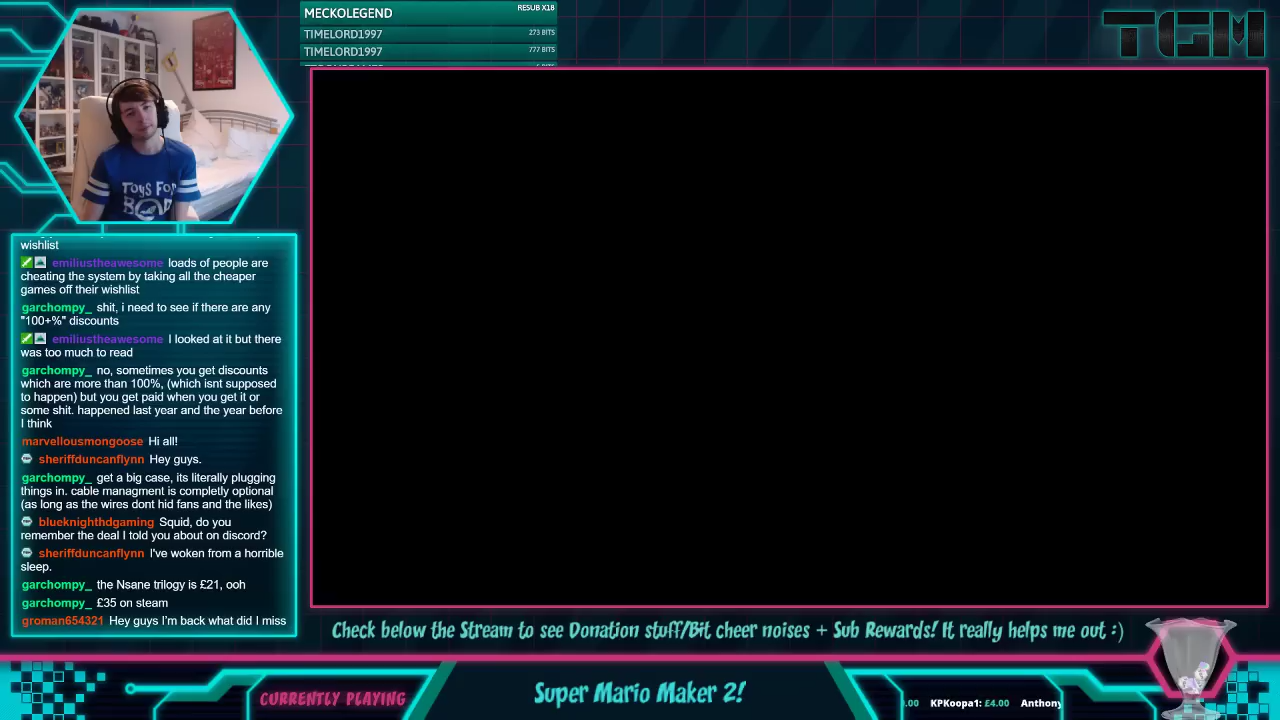 MECKOLEGEND RESUB X18
TIMELORD1997 273 BITS
TIMELORD1997 777 BITS
TGM
TOYS FOR
BOB
wishlist
emiliustheawesome loads of people are
cheating the system by taking all the cheaper
games off their wishlist
garchompy_ shit, i need to see if there are any
"100+%" discounts
emiliustheawesome I looked at it but there
was too much to read
garchompy_ no, sometimes you get discounts
which are more than 100%, (which isnt supposed
to happen) but you get paid when you get it or
some shit. happened last year and the year before
I think
marvellousmongoose Hi all!
sheriffduncanflynn Hey guys.
garchompy_ get a big case, its literally plugging
things in. cable managment is completly optional
(as long as the wires dont hid fans and the likes)
blueknighthdgaming Squid, do you
remember the deal I told you about on discord?
sheriffduncanflynn I've woken from a horrible
sleep.
garchompy_ the Nsane trilogy is £21, ooh
garchompy_ £35 on steam
groman654321 Hey guys I'm back what did I miss
Check below the Stream to see Donation stuff/Bit cheer noises + Sub Rewards! It really helps me out :)
CURRENTLY PLAYING
Super Mario Maker 2!
.00 KPKoopa1: £4.00 Anthony